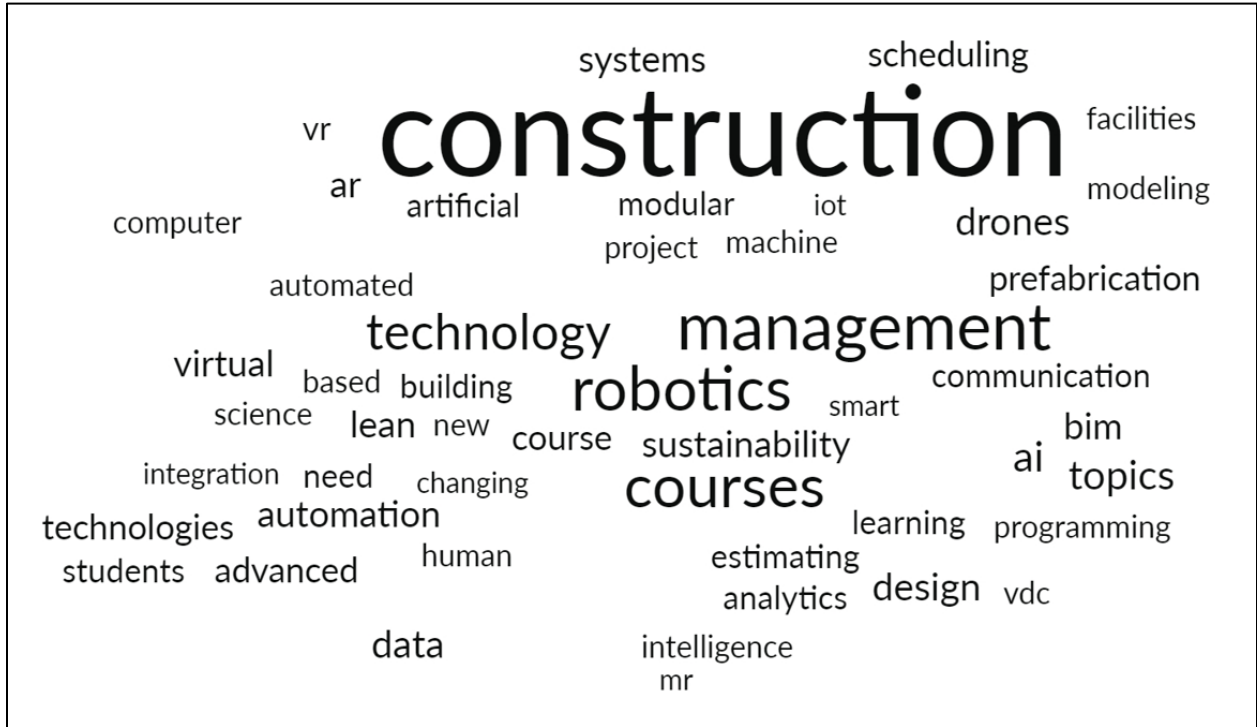 systems scheduling
construction
vr facilities
ar artificial modular iot modeling
computer drones
project machine
automated prefabrication
technology management
virtual based building robotics communication
science smart
lean new course sustainability bim
integration need changing courses ai topics
technologies automation learning programming
students advanced human estimating
analytics design vdc
data intelligence
mr